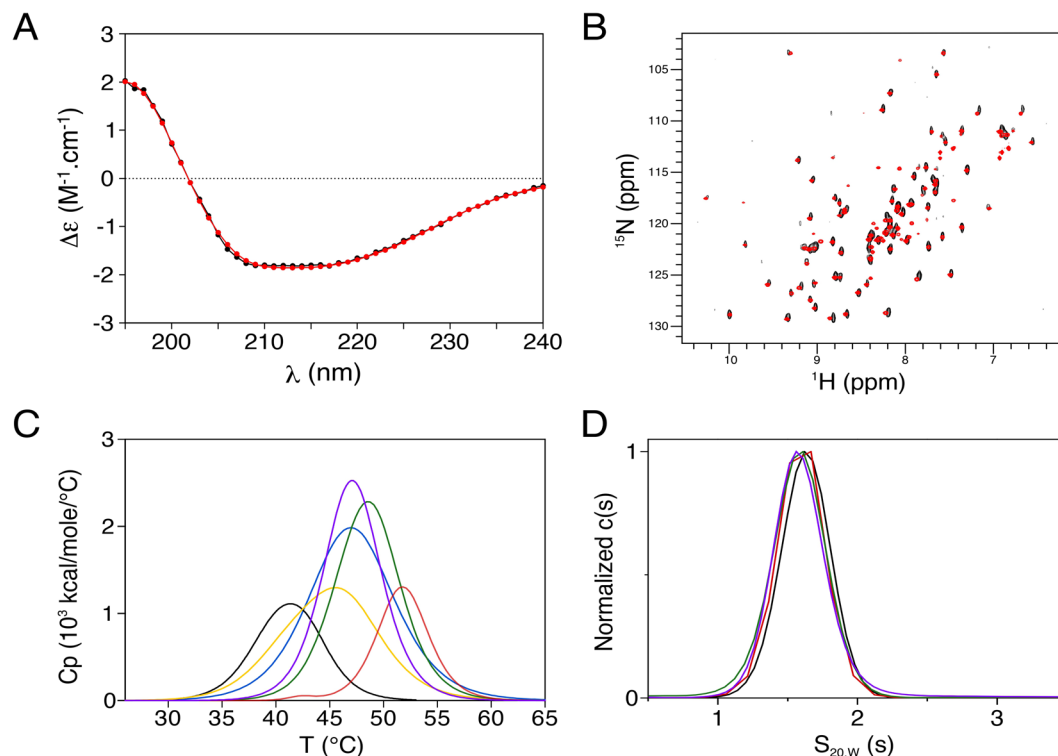 A
3
2
1
0
-1
-2
-3
Δε (M⁻¹.cm⁻¹)
200 210 220 230 240
λ (nm)
B
105
110
115
120
125
130
¹⁵N (ppm)
10 9 8 7
¹H (ppm)
C
3
2
1
0
Cp (10³ kcal/mole/°C)
30 35 40 45 50 55 60 65
T (°C)
D
1
0
Normalized c(s)
1 2 3
S₂₀,W (s)